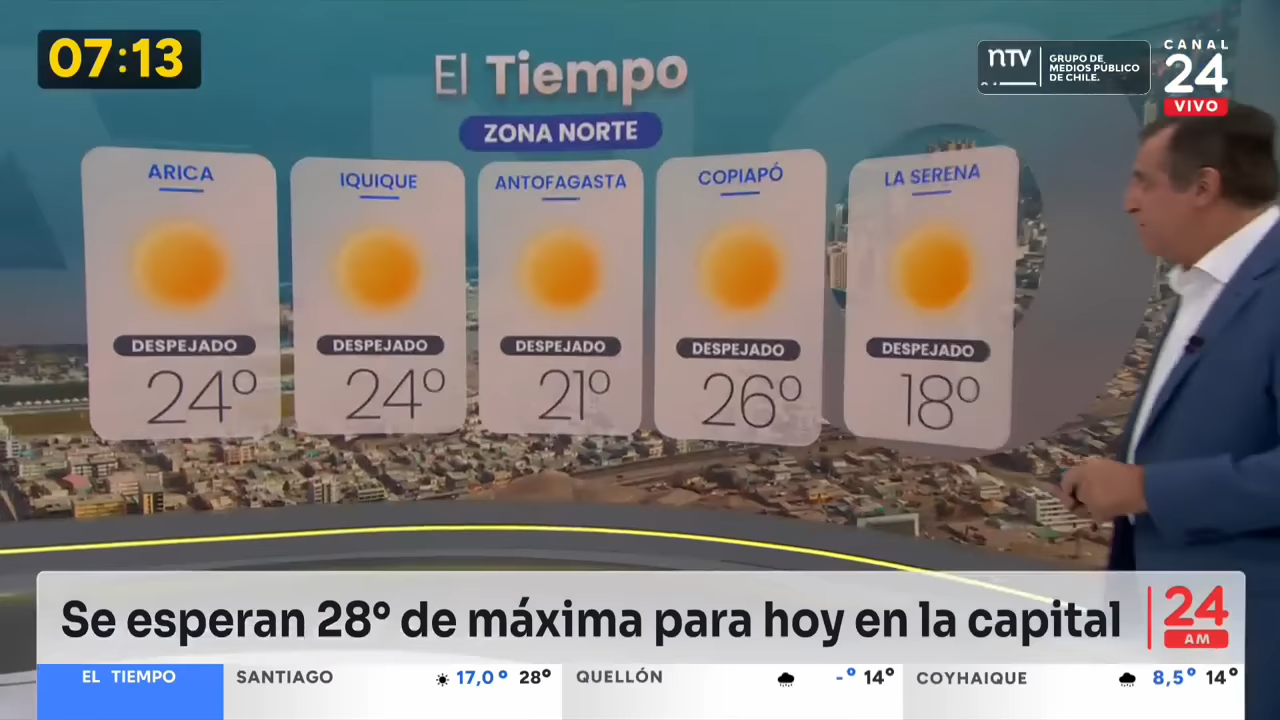 07:13
El Tiempo
ZONA NORTE
ntv
GRUPO DE
MEDIOS PÚBLICO
DE CHILE.
CANAL
24
VIVO
ARICA
DESPEJADO
24°
IQUIQUE
DESPEJADO
24°
ANTOFAGASTA
DESPEJADO
21°
COPIAPÓ
DESPEJADO
26°
LA SERENA
DESPEJADO
18°
Se esperan 28° de máxima para hoy en la capital
24
AM
EL TIEMPO
SANTIAGO 17,0° 28°
QUELLÓN -° 14°
COYHAIQUE 8,5° 14°